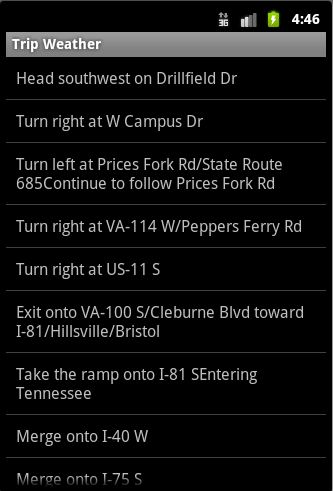 3G 4:46
Trip Weather
Head southwest on Drillfield Dr
Turn right at W Campus Dr
Turn left at Prices Fork Rd/State Route
685Continue to follow Prices Fork Rd
Turn right at VA-114 W/Peppers Ferry Rd
Turn right at US-11 S
Exit onto VA-100 S/Cleburne Blvd toward
I-81/Hillsville/Bristol
Take the ramp onto I-81 SEntering
Tennessee
Merge onto I-40 W
Merge onto I-75 S